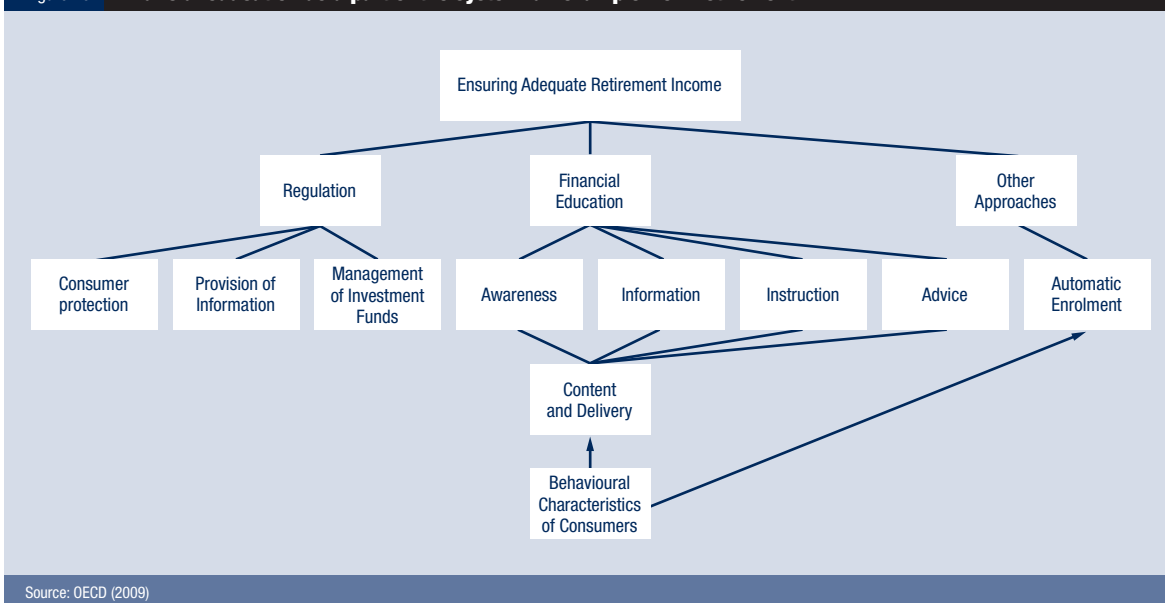 Ensuring Adequate Retirement Income
Regulation
Financial
Education
Other
Approaches
Consumer
protection
Provision of
Information
Management
of Investment
Funds
Awareness
Information
Instruction
Advice
Automatic
Enrolment
Content
and Delivery
Behavioural
Characteristics
of Consumers
Source: OECD (2009)